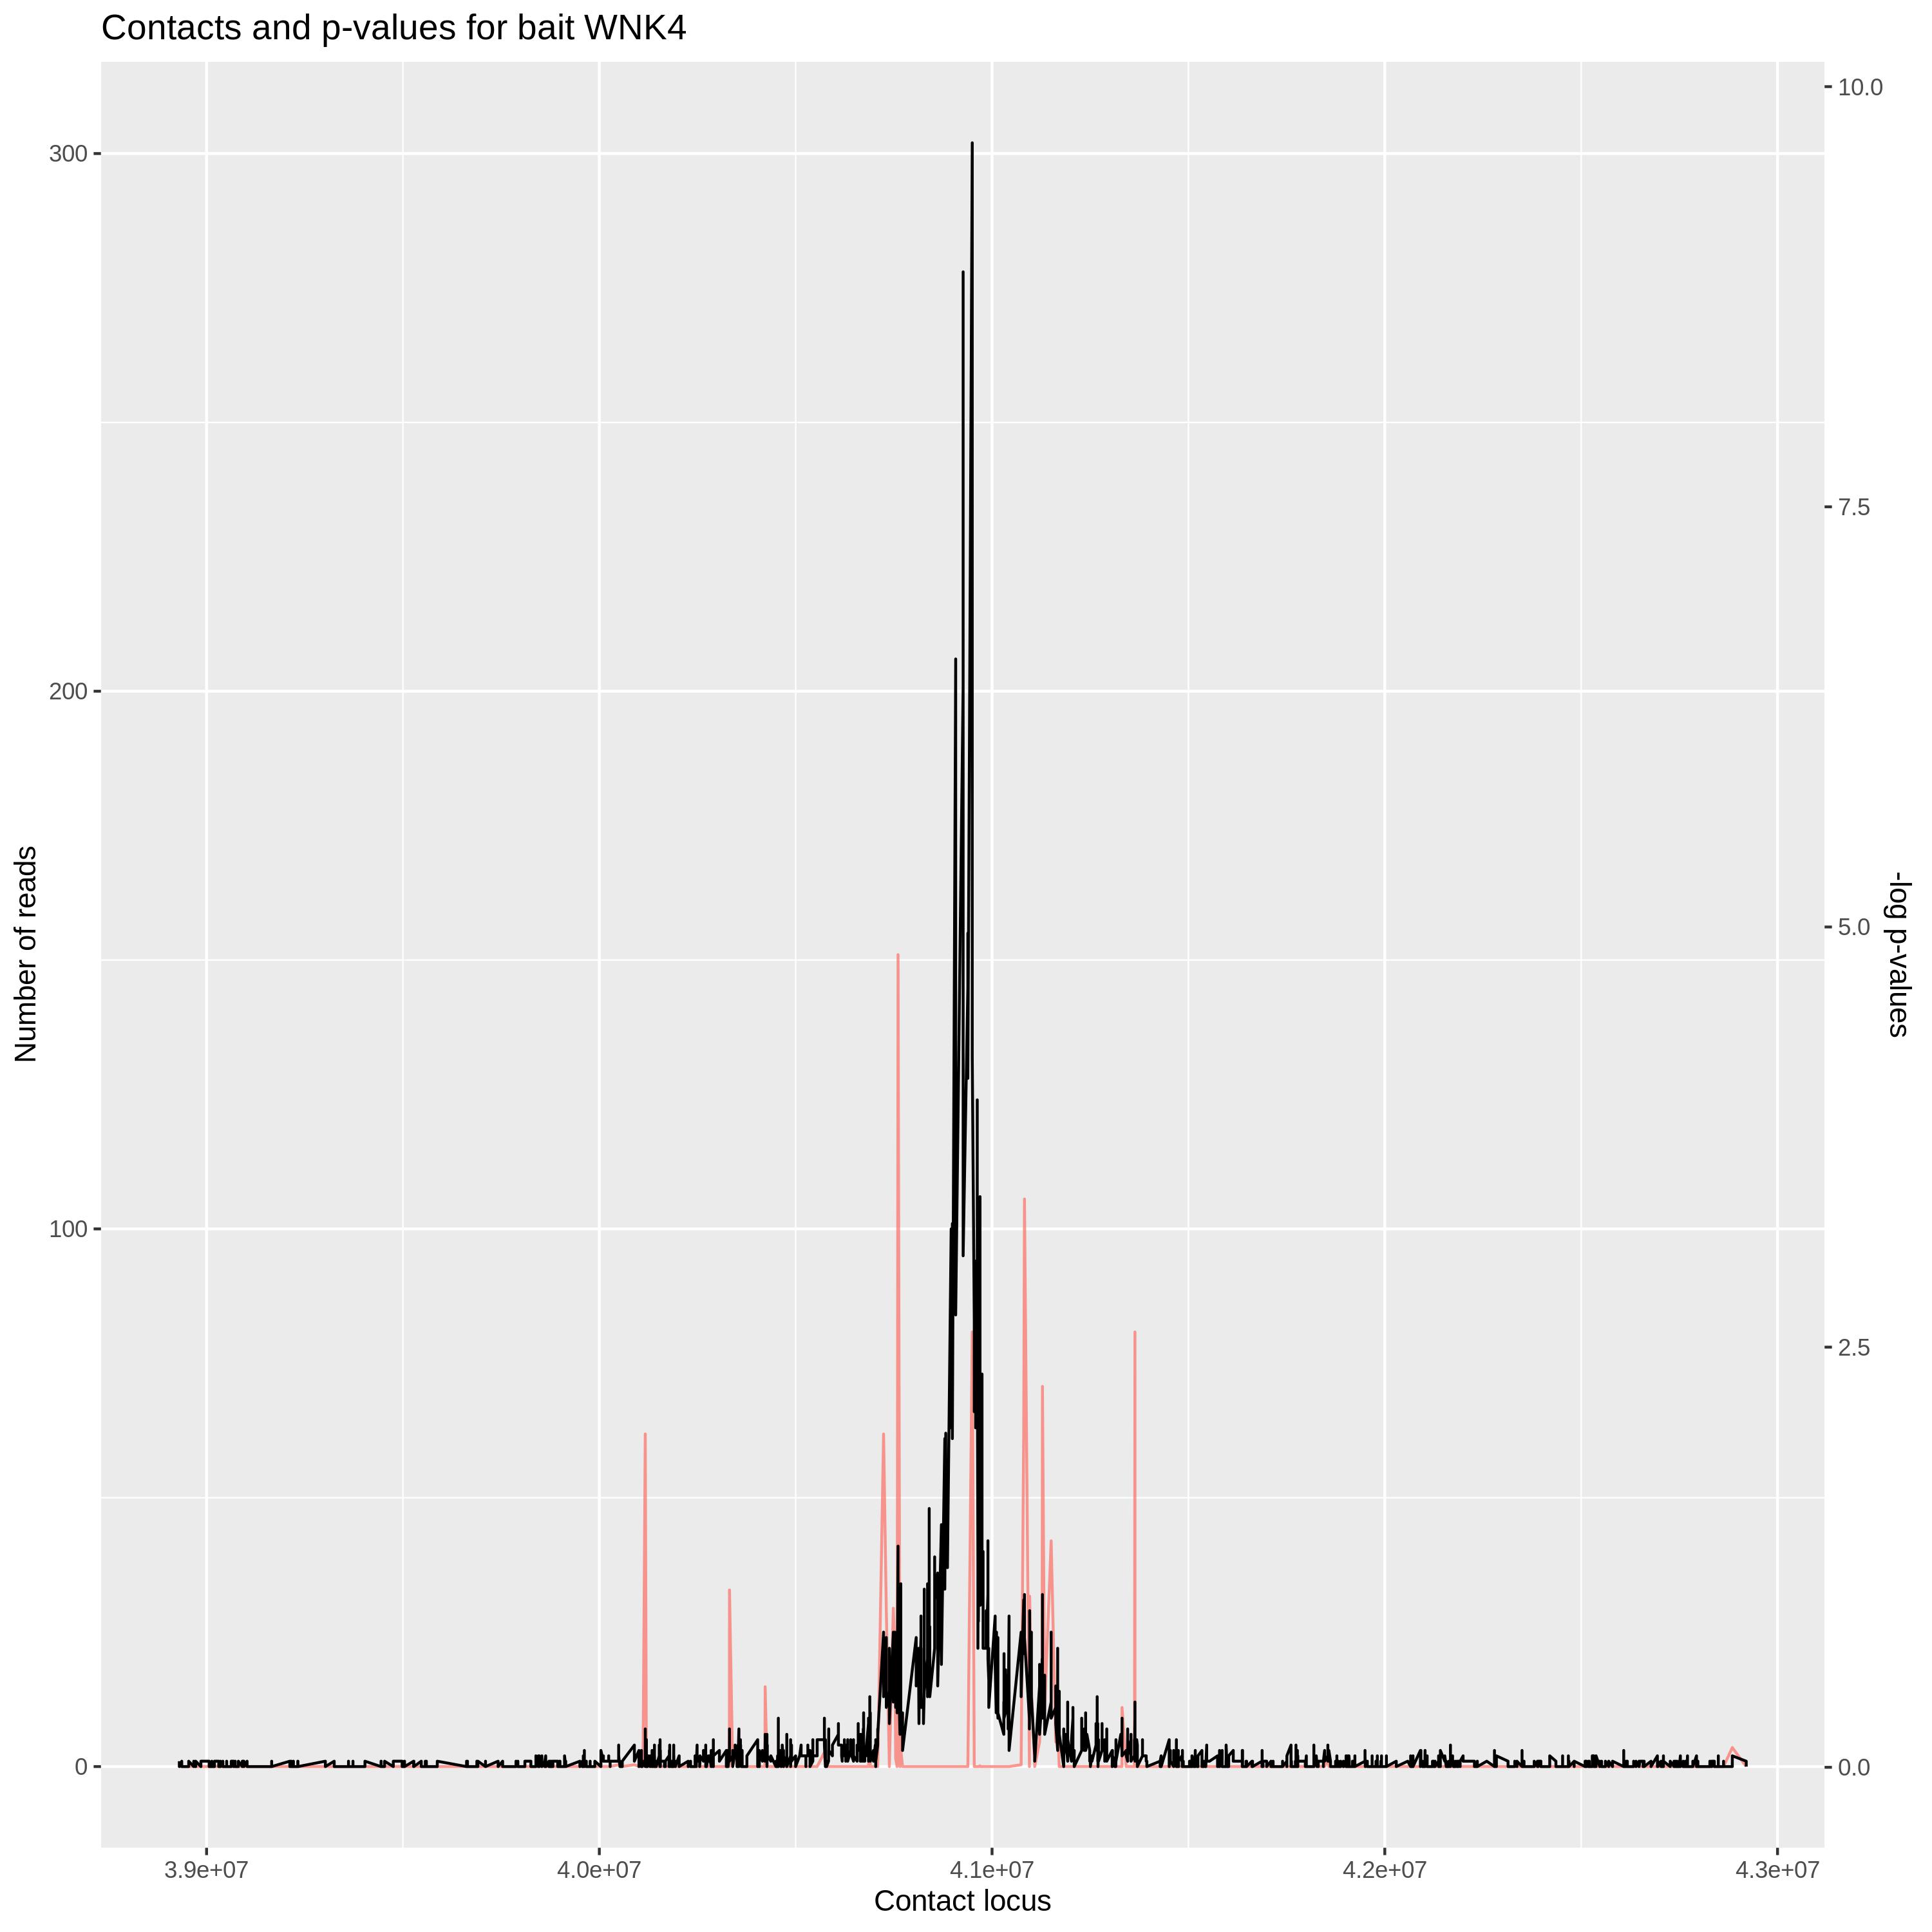 Contacts and p-values for bait WNK4
300
200
100
0
Number of reads
10.0
7.5
5.0
2.5
0.0
-log p-values
3.9e+07
4.0e+07
4.1e+07
4.2e+07
4.3e+07
Contact locus